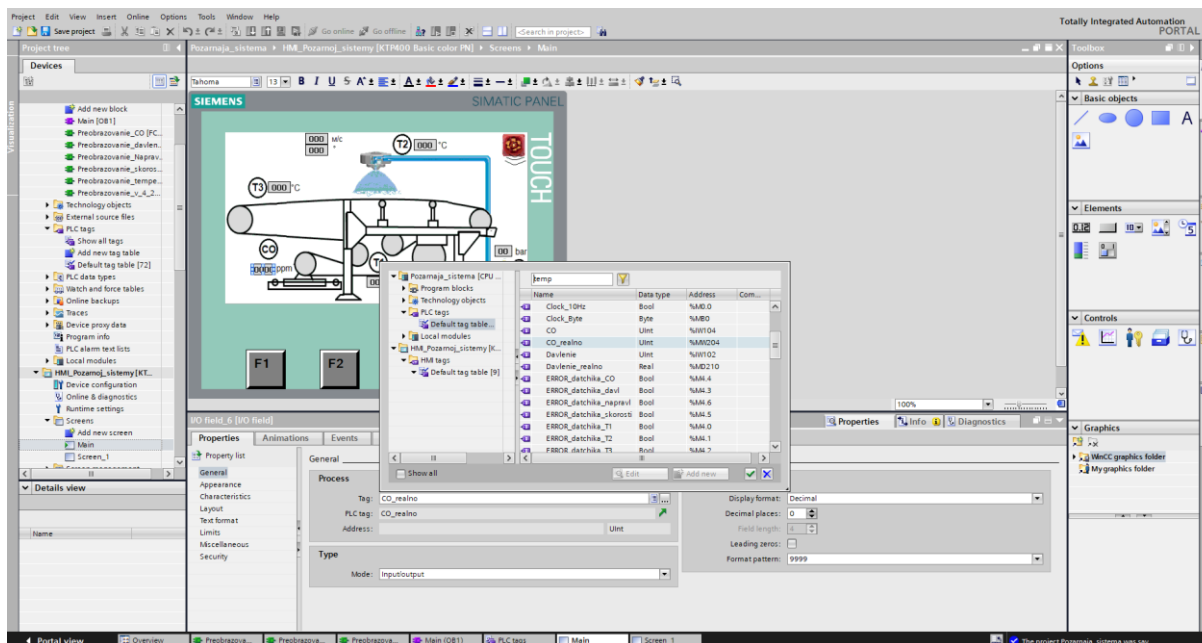 Project Edit View Insert Online Options Tools Window Help
Totally Integrated Automation
PORTAL
Save project
Go online
Go offline
<Search in project>
Project tree
Pozarnaja_sistema
HMI_Pozarnoj_sistemy [KTP400 Basic color PN]
Screens
Main
Toolbox
Devices
Options
Visualization
Tahoma
13
B I U S
Add new block
Main [OB1]
Preobrazovanie_CO [FC...
Preobrazovanie_davlen...
Preobrazovanie_Naprav...
Preobrazovanie_skoros...
Preobrazovanie_tempe...
Preobrazovanie_v_4_2...
Technology objects
External source files
PLC tags
Show all tags
Add new tag table
Default tag table [72]
PLC data types
Watch and force tables
Online backups
Traces
Device proxy data
Program info
PLC alarm text lists
Local modules
HMI_Pozarnoj_sistemy [KT...
Device configuration
Online & diagnostics
Runtime settings
Screens
Add new screen
Main
Screen_1
Details view
Name
SIEMENS
SIMATIC PANEL
TOUCH
000 м/с
000 °
T2 000 °C
T3 000 °C
CO
ppm
00 bar
F1
F2
Pozarnaja_sistema [CPU ...
Program blocks
Technology objects
PLC tags
Default tag table...
Local modules
HMI_Pozarnoj_sistemy [K...
HMI tags
Default tag table [9]
temp
Name Data type Address Com...
Clock_10Hz Bool %M0.0
Clock_Byte Byte %MB0
CO UInt %MW104
CO_realno UInt %MW204
Davlenie UInt %MW102
Davlenie_realno Real %MD210
ERROR_datchika_CO Bool %M4.4
ERROR_datchika_davl Bool %M4.3
ERROR_datchika_napravl Bool %M4.6
ERROR_datchika_skorosti Bool %M4.5
ERROR_datchika_T1 Bool %M4.0
ERROR_datchika_T2 Bool %M4.1
ERROR_datchika_T3 Bool %M4.2
Show all
Edit
Add new
100%
I/O field_6 [I/O field]
Properties
Info
Diagnostics
Properties
Animations
Events
Property list
General
Appearance
Characteristics
Layout
Text format
Limits
Miscellaneous
Security
General
Process
Tag: CO_realno
PLC tag: CO_realno
Address: UInt
Type
Mode: Input/output
Display format: Decimal
Decimal places: 0
Field length: 4
Leading zeros:
Format pattern: 9999
Basic objects
A
Elements
Controls
Graphics
WinCC graphics folder
My graphics folder
Portal view
Overview
Preobrazova...
Preobrazova...
Preobrazova...
Main (OB1)
PLC tags
Main
Screen_1
The project Pozarnaja_sistema was sav...